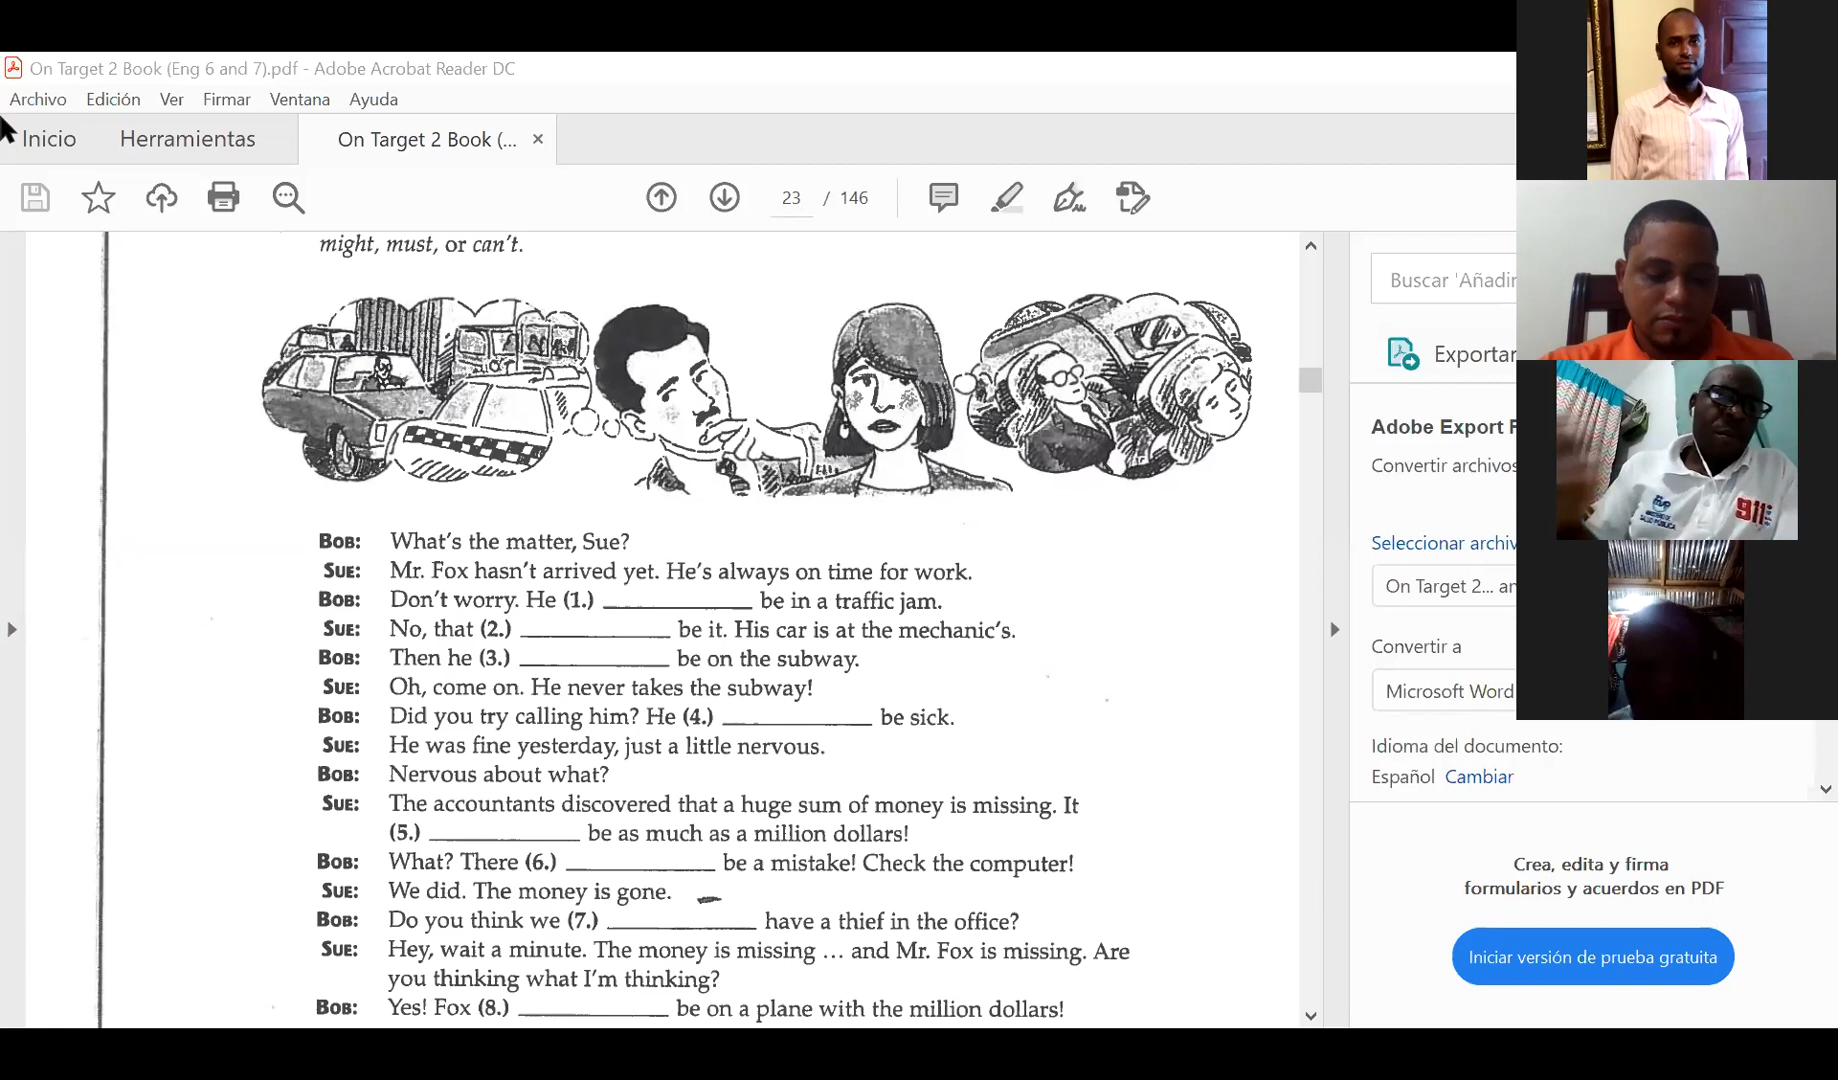 On Target 2 Book (Eng 6 and 7).pdf - Adobe Acrobat Reader DC
Archivo Edición Ver Firmar Ventana Ayuda
Inicio Herramientas On Target 2 Book (... ×
23 / 146
might, must, or can't.
BOB: What's the matter, Sue?
SUE: Mr. Fox hasn't arrived yet. He's always on time for work.
BOB: Don't worry. He (1.) ____________ be in a traffic jam.
SUE: No, that (2.) ____________ be it. His car is at the mechanic's.
BOB: Then he (3.) ____________ be on the subway.
SUE: Oh, come on. He never takes the subway!
BOB: Did you try calling him? He (4.) ____________ be sick.
SUE: He was fine yesterday, just a little nervous.
BOB: Nervous about what?
SUE: The accountants discovered that a huge sum of money is missing. It
(5.) ____________ be as much as a million dollars!
BOB: What? There (6.) ____________ be a mistake! Check the computer!
SUE: We did. The money is gone.
BOB: Do you think we (7.) ____________ have a thief in the office?
SUE: Hey, wait a minute. The money is missing ... and Mr. Fox is missing. Are
you thinking what I'm thinking?
BOB: Yes! Fox (8.) ____________ be on a plane with the million dollars!
Buscar 'Añadir
Exportar
Adobe Export P
Convertir archivos
Seleccionar archiv
On Target 2... an
Convertir a
Microsoft Word
Idioma del documento:
Español Cambiar
Crea, edita y firma
formularios y acuerdos en PDF
Iniciar versión de prueba gratuita
MINISTERIO DE
SALUD PÚBLICA
911